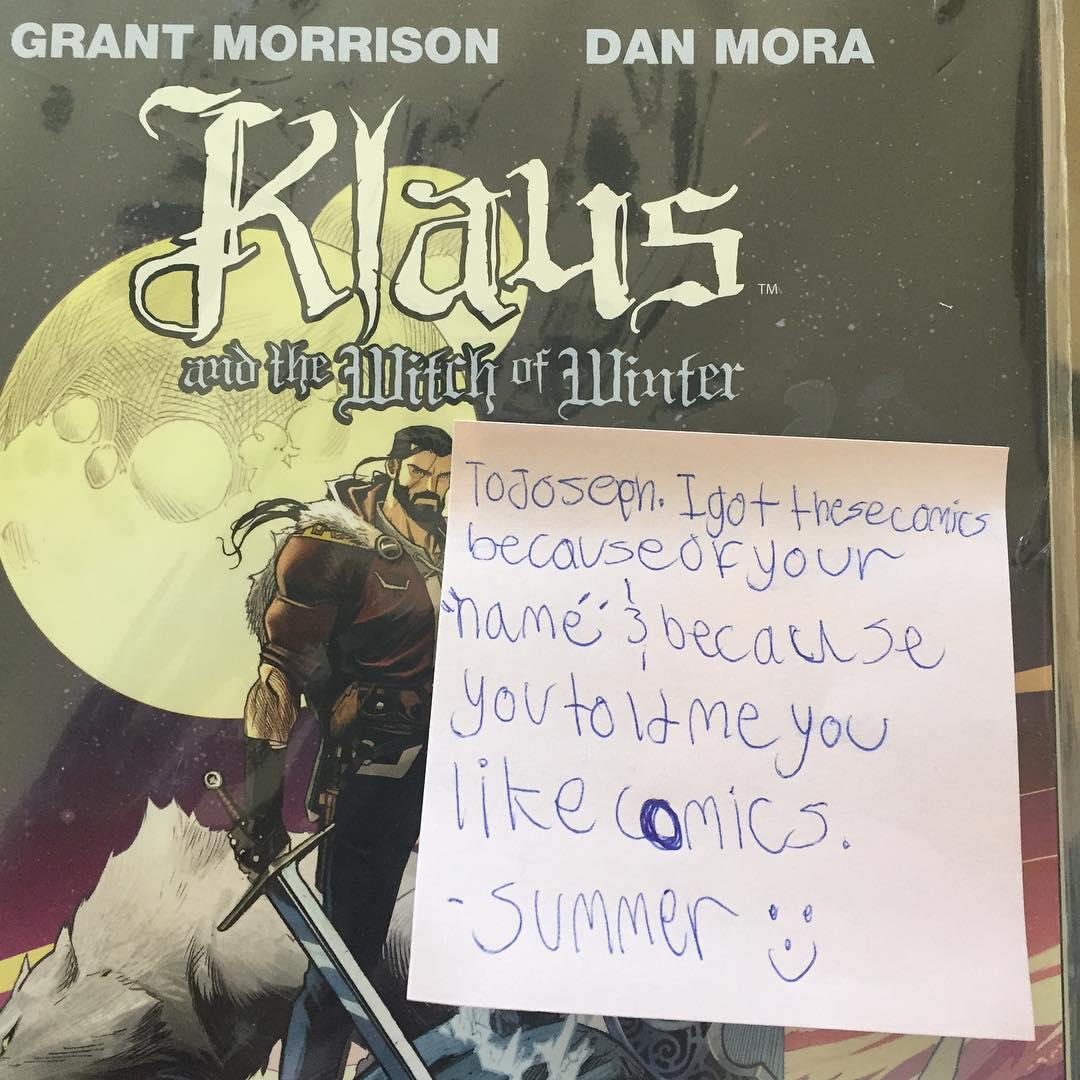 GRANT MORRISON DAN MORA
Klaus
TM
and the Witch of Winter
To Joseph. I got these comics
because of your
"name" & because
you told me you
like comics.
- summer :)